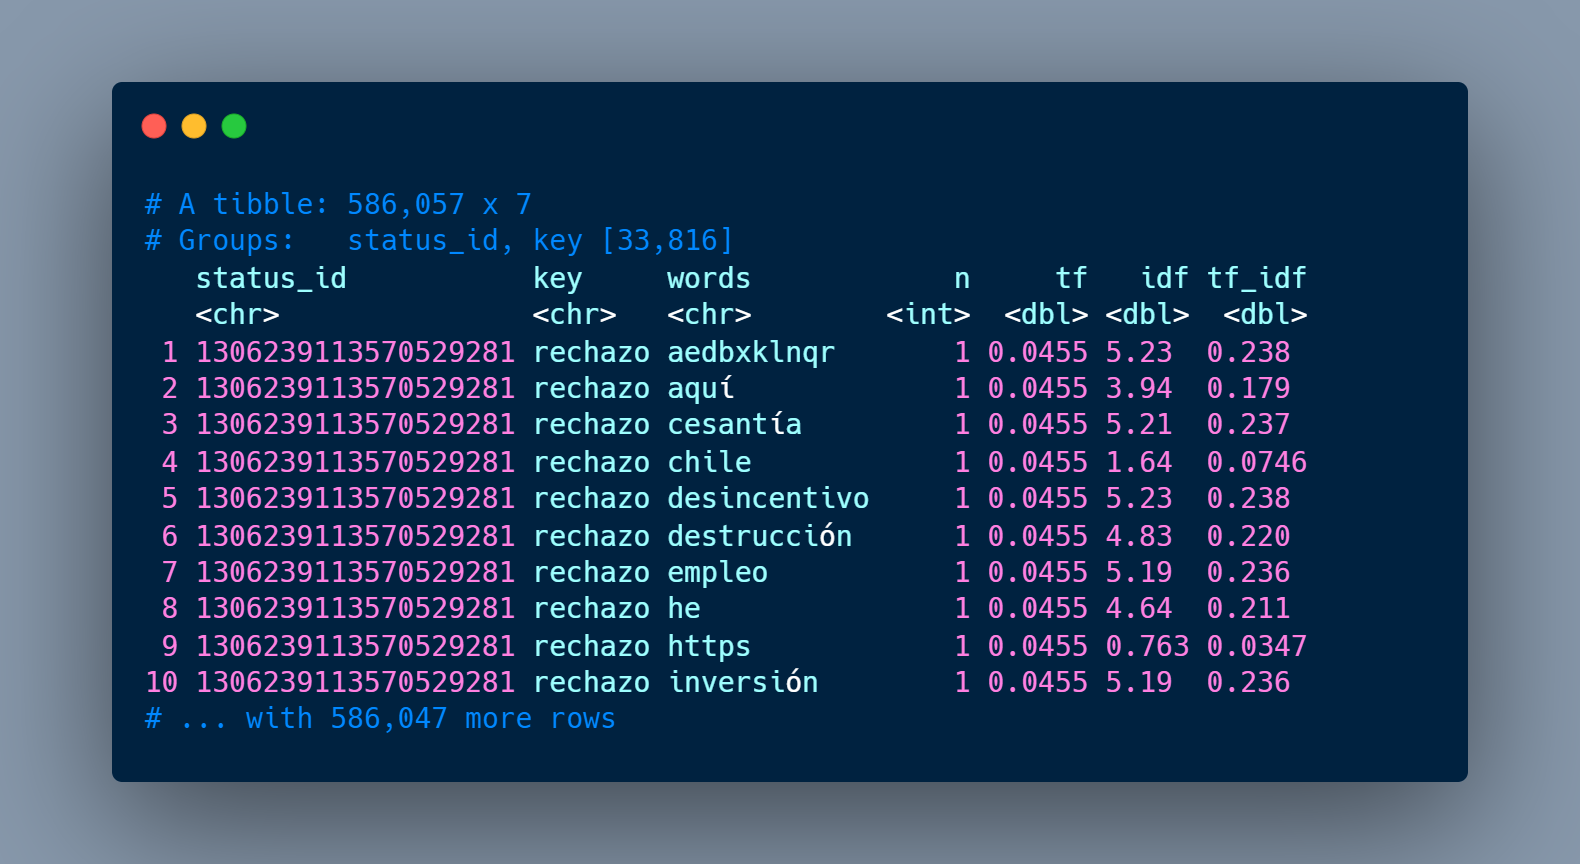 # A tibble: 586,057 x 7
# Groups:   status_id, key [33,816]
   status_id           key     words            n     tf   idf tf_idf
   <chr>               <chr>   <chr>        <int>  <dbl> <dbl>  <dbl>
 1 1306239113570529281 rechazo aedbxklnqr       1 0.0455 5.23  0.238
 2 1306239113570529281 rechazo aquí             1 0.0455 3.94  0.179
 3 1306239113570529281 rechazo cesantía         1 0.0455 5.21  0.237
 4 1306239113570529281 rechazo chile            1 0.0455 1.64  0.0746
 5 1306239113570529281 rechazo desincentivo     1 0.0455 5.23  0.238
 6 1306239113570529281 rechazo destrucción      1 0.0455 4.83  0.220
 7 1306239113570529281 rechazo empleo           1 0.0455 5.19  0.236
 8 1306239113570529281 rechazo he               1 0.0455 4.64  0.211
 9 1306239113570529281 rechazo https            1 0.0455 0.763 0.0347
10 1306239113570529281 rechazo inversión        1 0.0455 5.19  0.236
# ... with 586,047 more rows